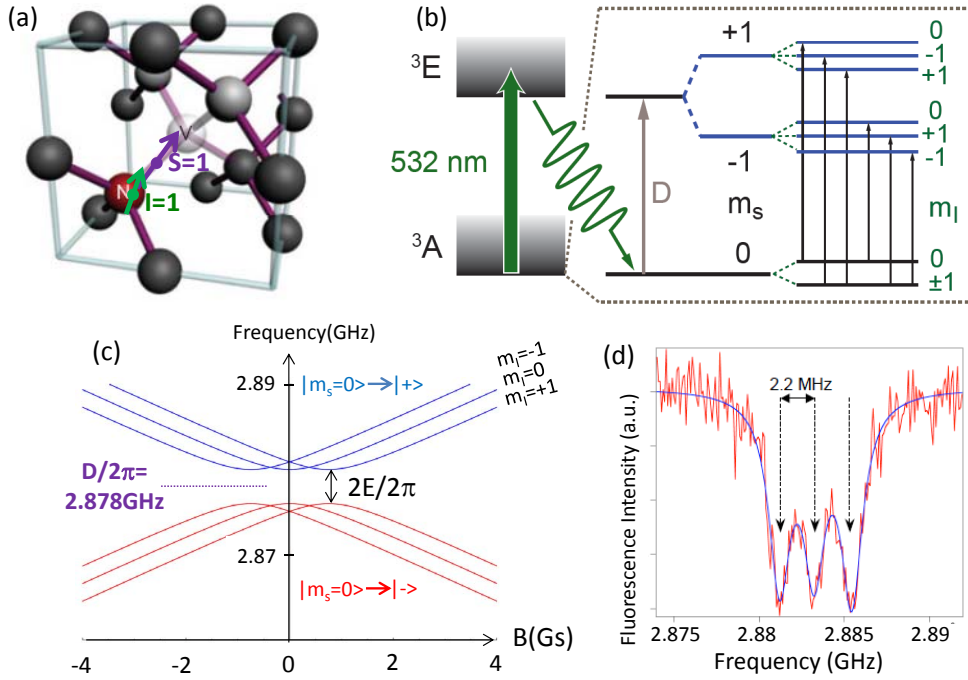 (a)
V
S=1
N
I=1
(b)
³E
532 nm
³A
D
+1
-1
mₛ
0
0
-1
+1
0
+1
-1
m_I
0
±1
(c)
Frequency(GHz)
2.89
|mₛ=0>→|+>
m_I=-1
m_I=0
m_I=+1
D/2π=
2.878GHz
2E/2π
2.87
|mₛ=0>→|->
B(Gs)
-4 -2 0 2 4
(d)
2.2 MHz
Fluorescence Intensity (a.u.)
2.875 2.88 2.885 2.89
Frequency (GHz)